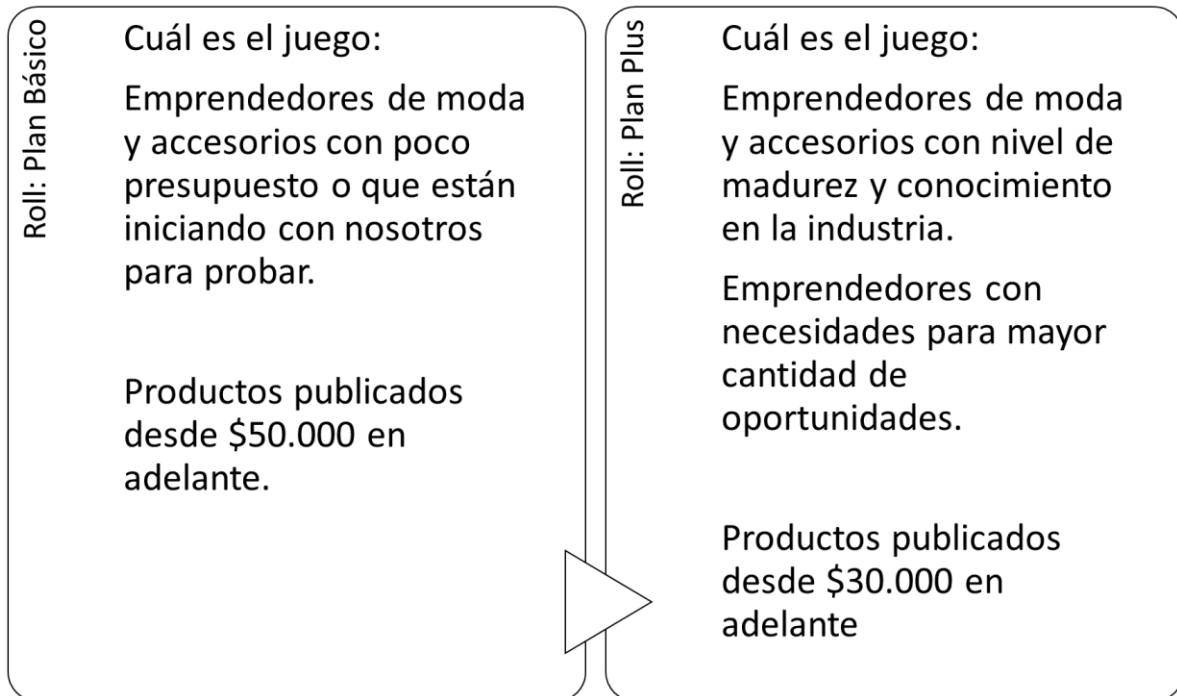 Roll: Plan Básico
Cuál es el juego:
Emprendedores de moda
y accesorios con poco
presupuesto o que están
iniciando con nosotros
para probar.
Productos publicados
desde $50.000 en
adelante.
Roll: Plan Plus
Cuál es el juego:
Emprendedores de moda
y accesorios con nivel de
madurez y conocimiento
en la industria.
Emprendedores con
necesidades para mayor
cantidad de
oportunidades.
Productos publicados
desde $30.000 en
adelante